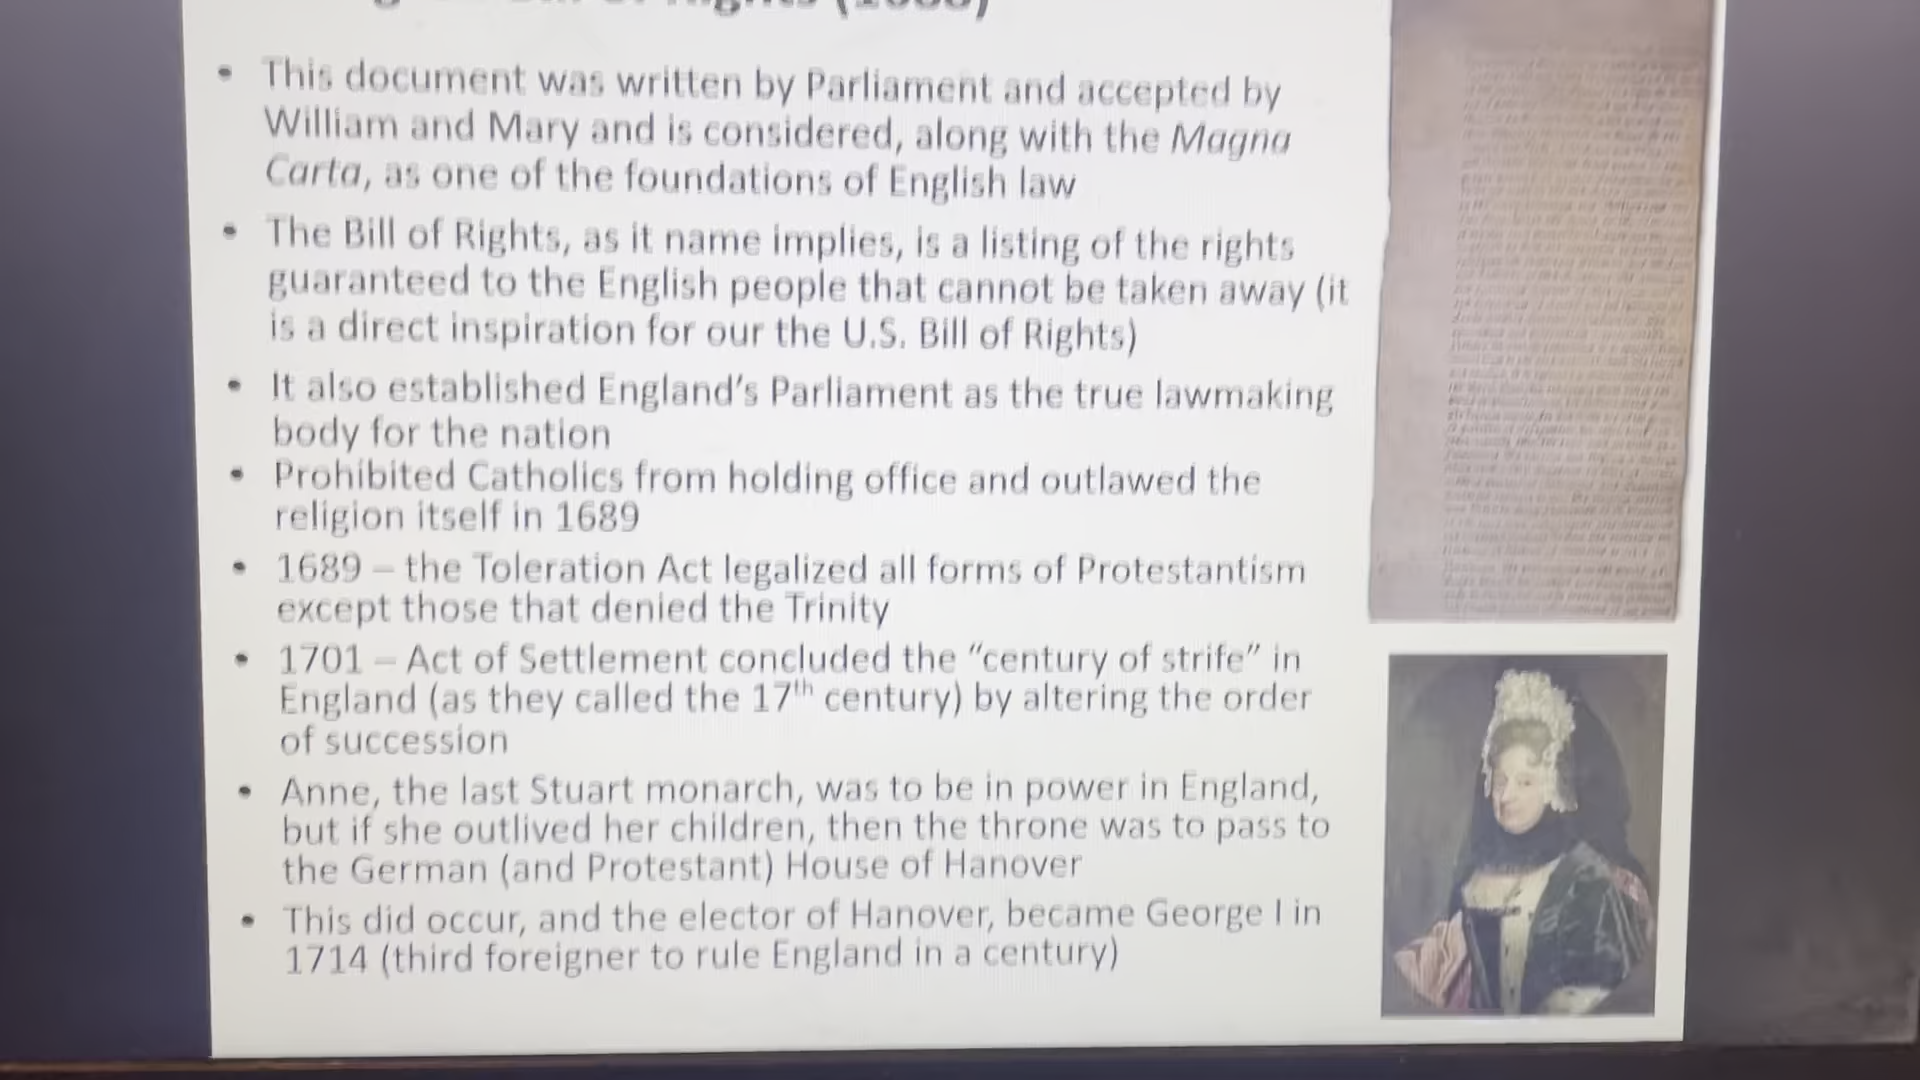 of Rights
• This document was written by Parliament and accepted by
William and Mary and is considered, along with the Magna
Carta, as one of the foundations of English law
• The Bill of Rights, as it name implies, is a listing of the rights
guaranteed to the English people that cannot be taken away (it
is a direct inspiration for our the U.S. Bill of Rights)
• It also established England's Parliament as the true lawmaking
body for the nation
• Prohibited Catholics from holding office and outlawed the
religion itself in 1689
• 1689 – the Toleration Act legalized all forms of Protestantism
except those that denied the Trinity
• 1701 – Act of Settlement concluded the “century of strife” in
England (as they called the 17th century) by altering the order
of succession
• Anne, the last Stuart monarch, was to be in power in England,
but if she outlived her children, then the throne was to pass to
the German (and Protestant) House of Hanover
• This did occur, and the elector of Hanover, became George I in
1714 (third foreigner to rule England in a century)